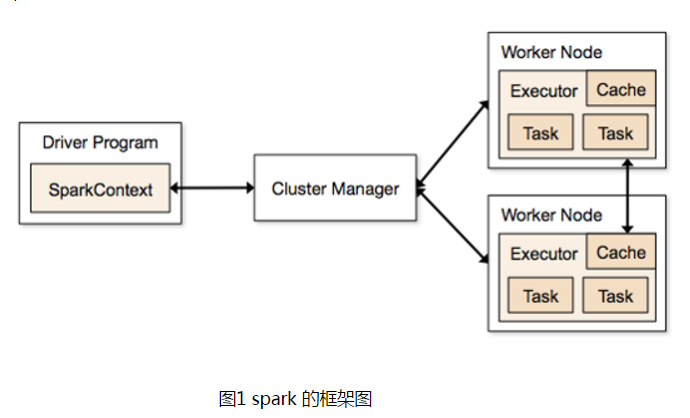 Driver Program
SparkContext
Cluster Manager
Worker Node
Executor
Cache
Task
Task
Worker Node
Executor
Cache
Task
Task
图1 spark 的框架图